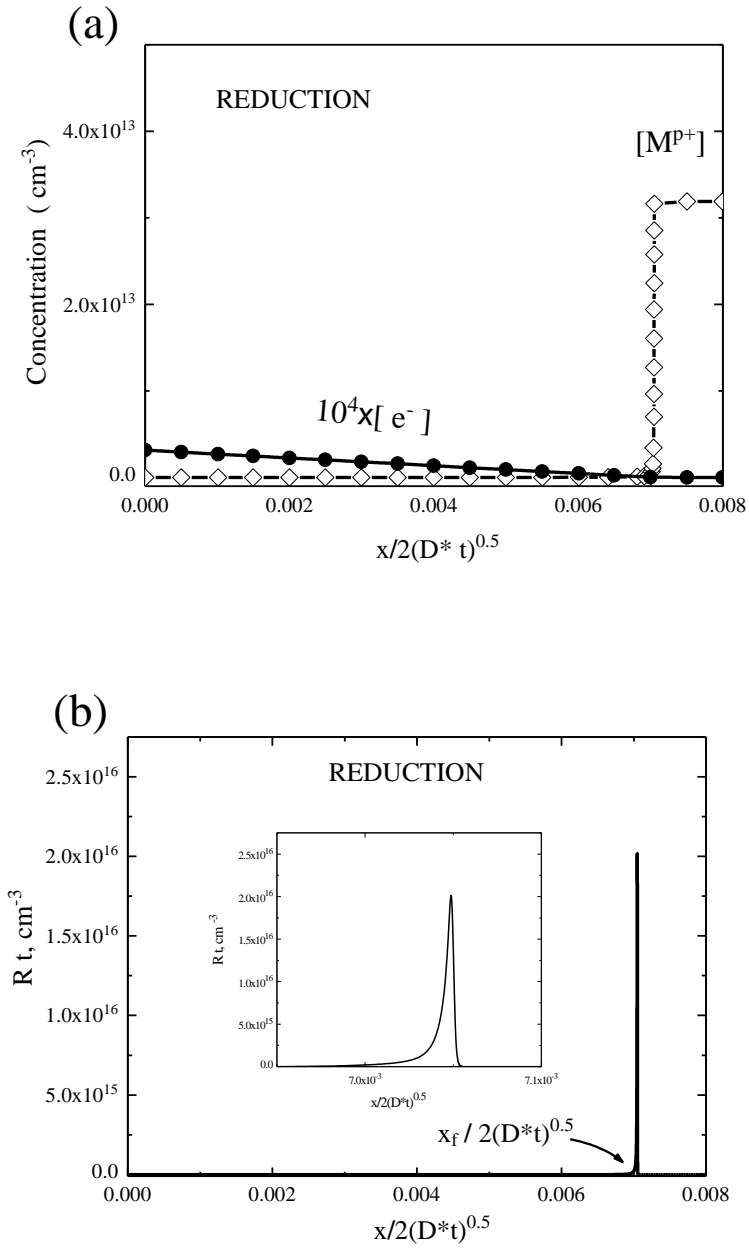 (a)
REDUCTION
[M^{p+}]
10^4x[ e^- ]
Concentration ( cm^{-3})
4.0x10^{13}
2.0x10^{13}
0.0
0.000 0.002 0.004 0.006 0.008
x/2(D* t)^{0.5}
(b)
REDUCTION
R t, cm^{-3}
2.5x10^{16}
2.0x10^{16}
1.5x10^{16}
1.0x10^{16}
5.0x10^{15}
0.0
R t, cm^{-3}
2.5x10^{16}
2.0x10^{16}
1.5x10^{16}
1.0x10^{16}
5.0x10^{15}
0.0
7.0x10^{-3} 7.1x10^{-3}
x/2(D*t)^{0.5}
x_f / 2(D*t)^{0.5}
0.000 0.002 0.004 0.006 0.008
x/2(D*t)^{0.5}